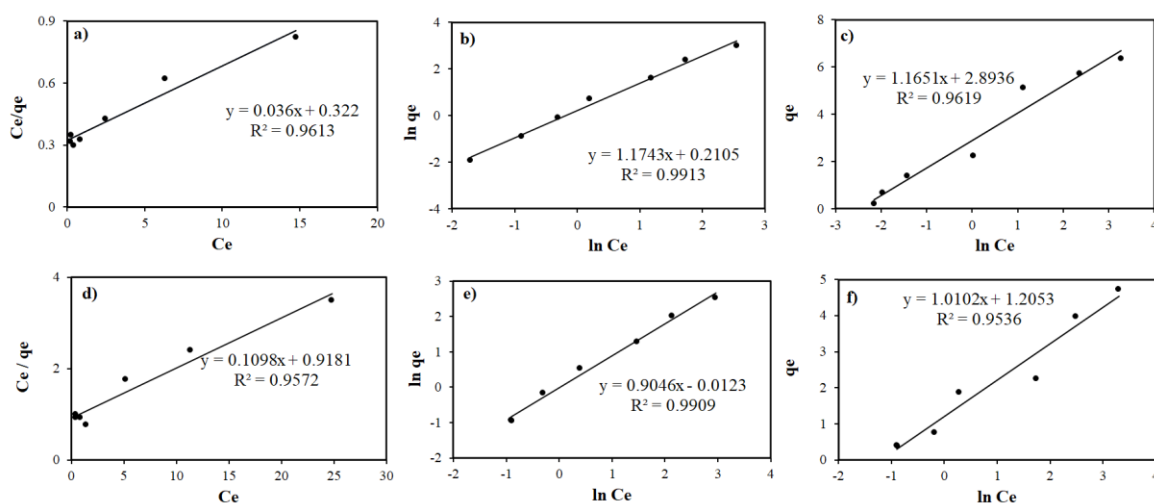 a)
0.9
0.6
0.3
0
Ce/qe
y = 0.036x + 0.322
R² = 0.9613
0 5 10 15 20
Ce
b)
4
2
0
-2
-4
ln qe
y = 1.1743x + 0.2105
R² = 0.9913
-2 -1 0 1 2 3
ln Ce
c)
8
6
4
2
0
qe
y = 1.1651x + 2.8936
R² = 0.9619
-3 -2 -1 0 1 2 3 4
ln Ce
d)
4
2
0
Ce / qe
y = 0.1098x + 0.9181
R² = 0.9572
0 5 10 15 20 25 30
Ce
e)
3
2
1
0
-1
-2
ln qe
y = 0.9046x - 0.0123
R² = 0.9909
-2 -1 0 1 2 3 4
ln Ce
f)
5
4
3
2
1
0
qe
y = 1.0102x + 1.2053
R² = 0.9536
-2 -1 0 1 2 3 4
ln Ce